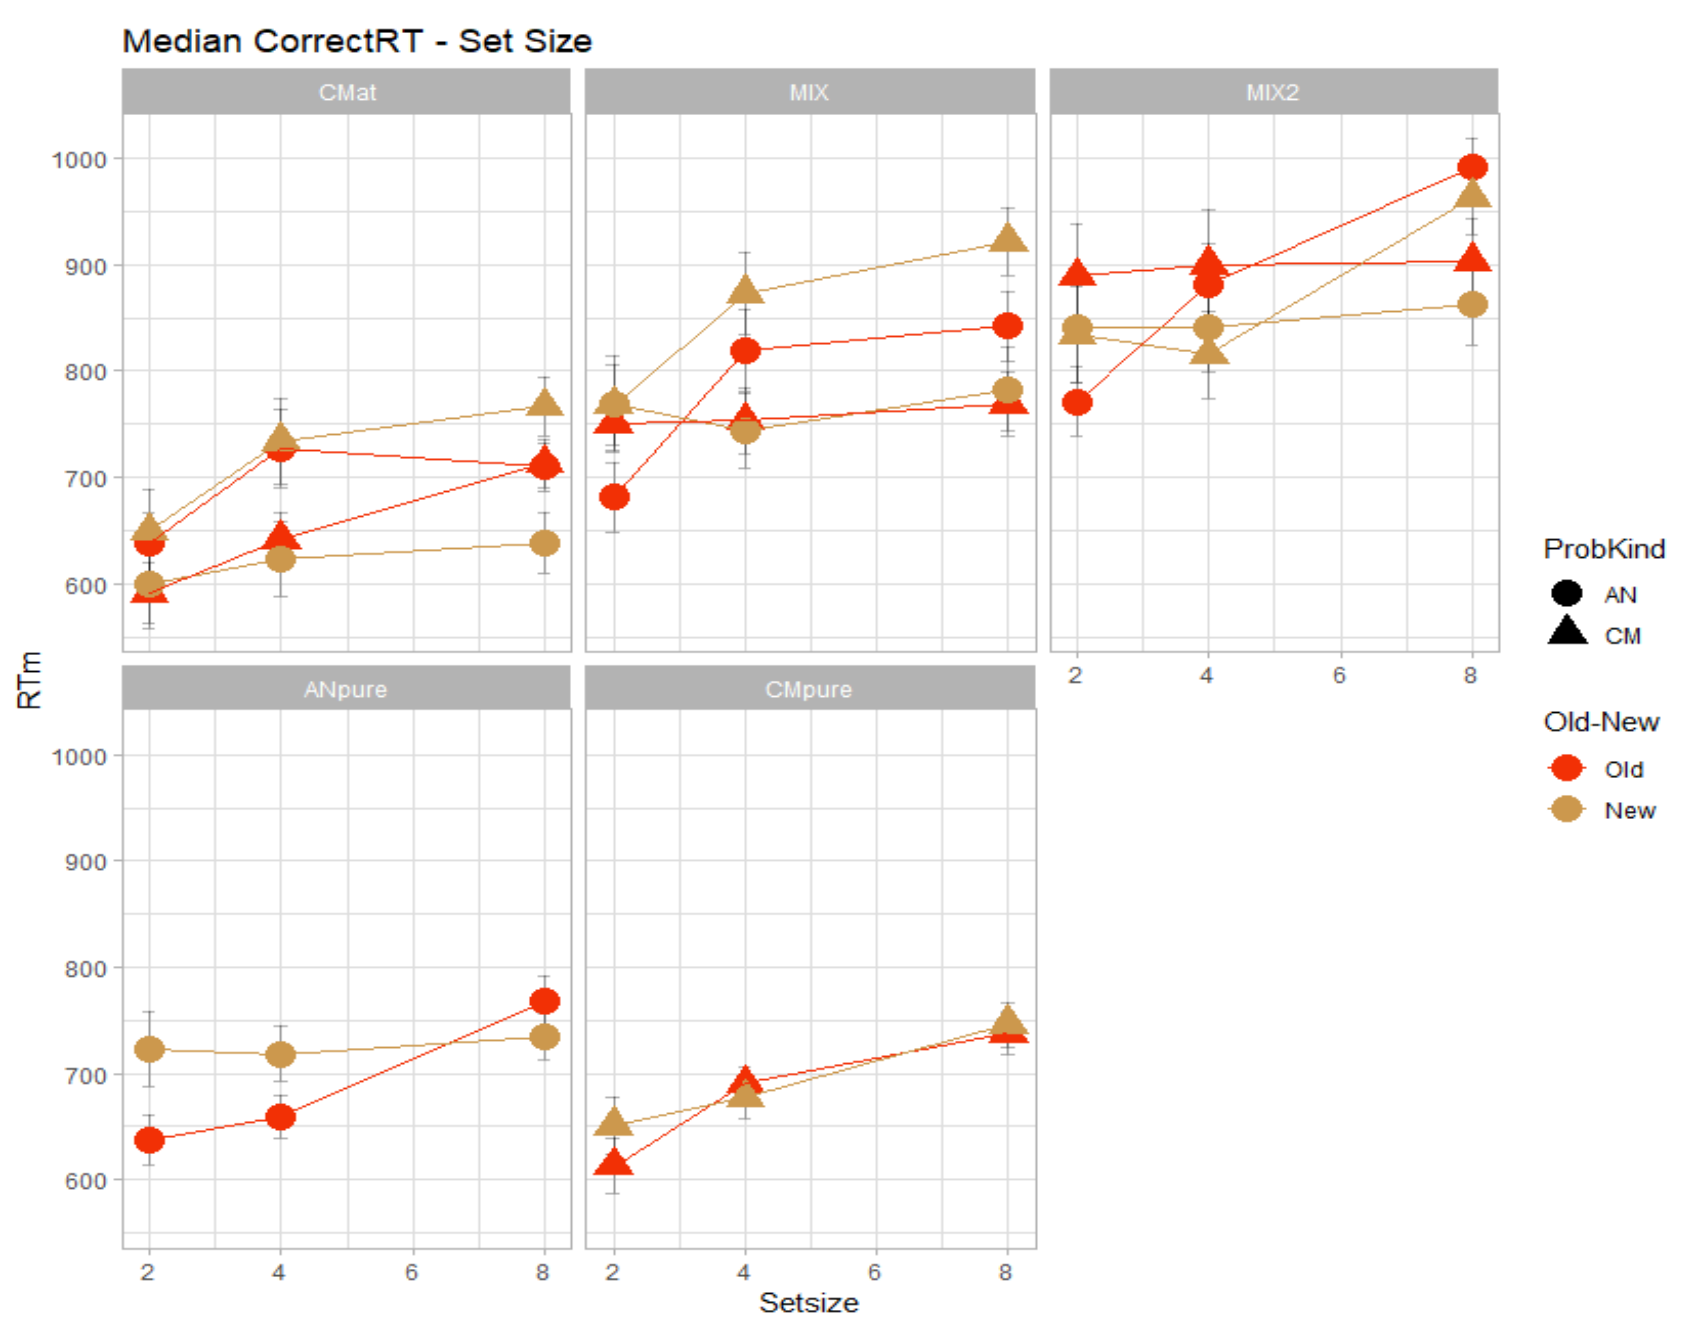 Median CorrectRT - Set Size
CMat
MIX
MIX2
1000
900
800
700
600
2 4 6 8
ANpure
CMpure
1000
900
800
700
600
2 4 6 8
2 4 6 8
RTm
Setsize
ProbKind
AN
CM
Old-New
Old
New